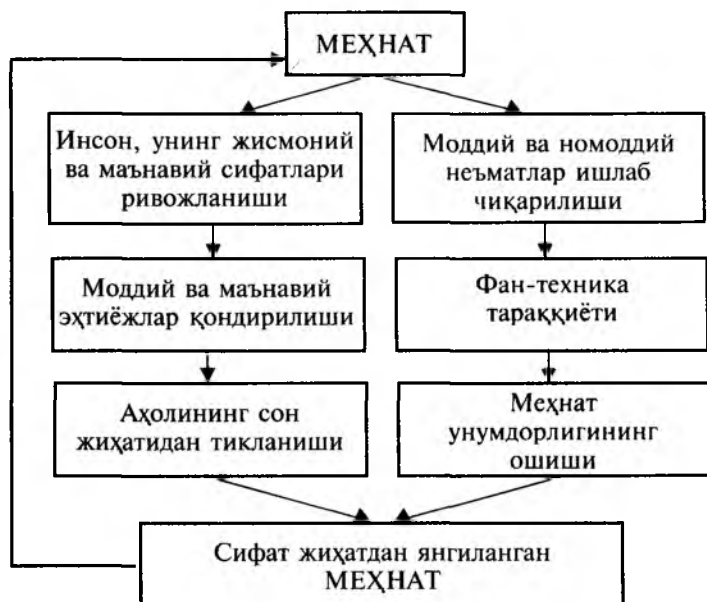 МЕҲНАТ
Инсон, унинг жисмоний
ва маънавий сифатлари
ривожланиши
Моддий ва номоддий
неъматлар ишлаб
чиқарилиши
Моддий ва маънавий
эҳтиёжлар қондирилиши
Фан-техника
тараққиёти
Аҳолининг сон
жиҳатидан тикланиши
Меҳнат
унумдорлигининг
ошиши
Сифат жиҳатдан янгиланган
МЕҲНАТ